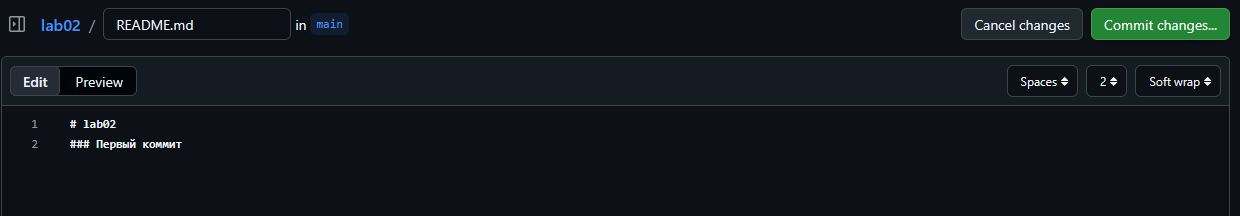 lab02 / README.md in main Cancel changes Commit changes...
Edit Preview Spaces 2 Soft wrap
1 # lab02
2 ### Первый коммит